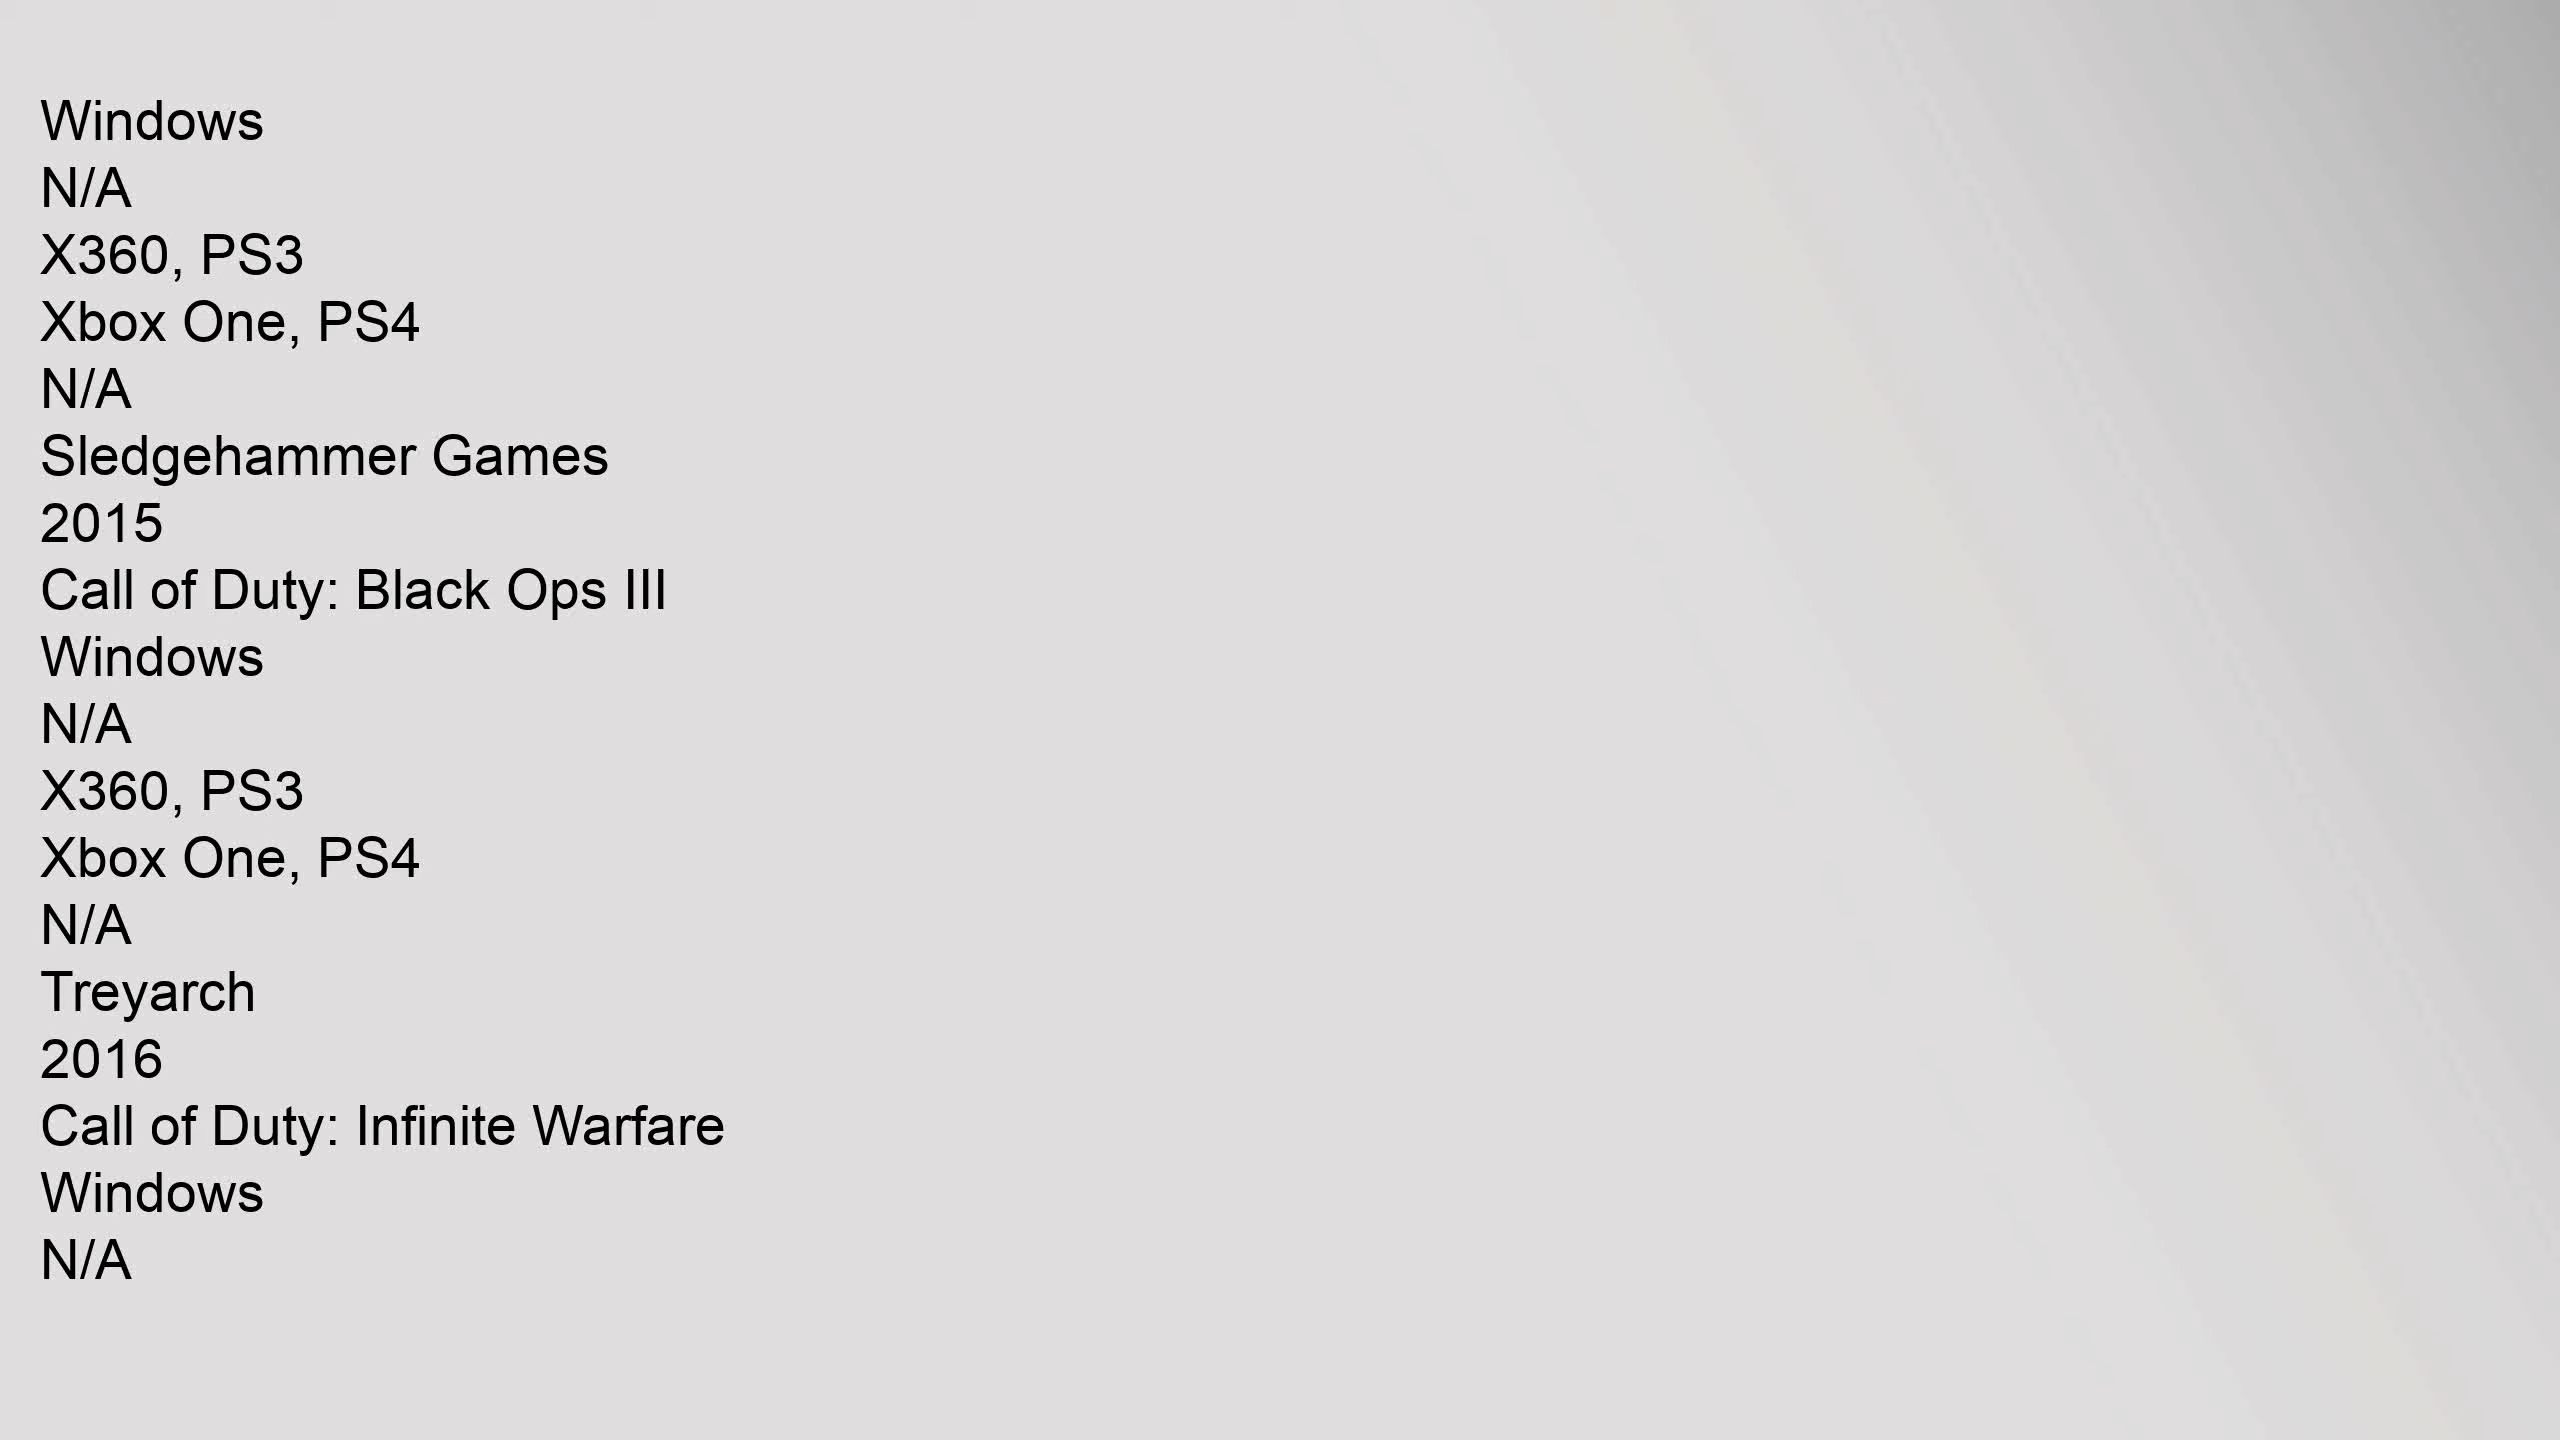 Windows
N/A
X360, PS3
Xbox One, PS4
N/A
Sledgehammer Games
2015
Call of Duty: Black Ops III
Windows
N/A
X360, PS3
Xbox One, PS4
N/A
Treyarch
2016
Call of Duty: Infinite Warfare
Windows
N/A